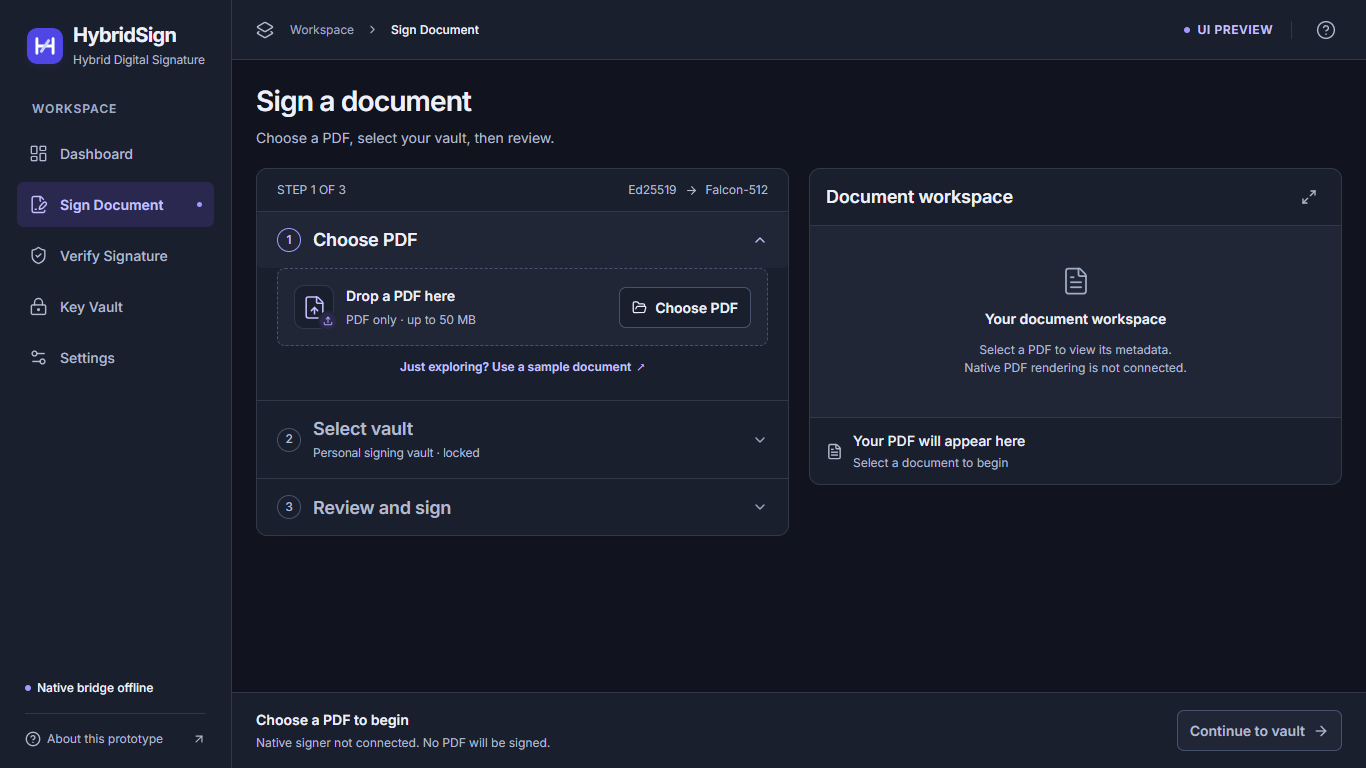 HybridSign
Hybrid Digital Signature
WORKSPACE
Dashboard
Sign Document
Verify Signature
Key Vault
Settings
Native bridge offline
About this prototype
Workspace
Sign Document
UI PREVIEW
Sign a document
Choose a PDF, select your vault, then review.
STEP 1 OF 3
Ed25519 → Falcon-512
1 Choose PDF
Drop a PDF here
PDF only · up to 50 MB
Choose PDF
Just exploring? Use a sample document ↗
2 Select vault
Personal signing vault · locked
3 Review and sign
Document workspace
Your document workspace
Select a PDF to view its metadata.
Native PDF rendering is not connected.
Your PDF will appear here
Select a document to begin
Choose a PDF to begin
Native signer not connected. No PDF will be signed.
Continue to vault →